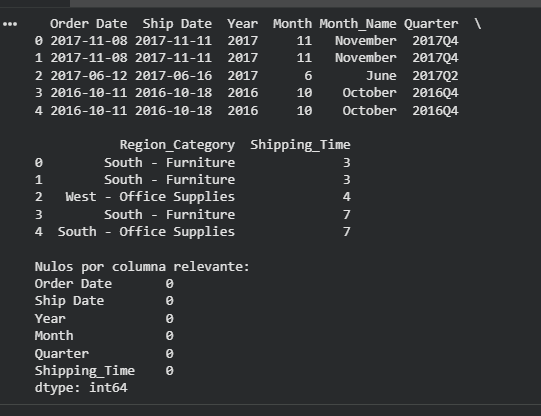 ... Order Date Ship Date Year Month Month_Name Quarter \
0 2017-11-08 2017-11-11 2017 11 November 2017Q4
1 2017-11-08 2017-11-11 2017 11 November 2017Q4
2 2017-06-12 2017-06-16 2017 6 June 2017Q2
3 2016-10-11 2016-10-18 2016 10 October 2016Q4
4 2016-10-11 2016-10-18 2016 10 October 2016Q4
Region_Category Shipping_Time
0 South - Furniture 3
1 South - Furniture 3
2 West - Office Supplies 4
3 South - Furniture 7
4 South - Office Supplies 7
Nulos por columna relevante:
Order Date 0
Ship Date 0
Year 0
Month 0
Quarter 0
Shipping_Time 0
dtype: int64